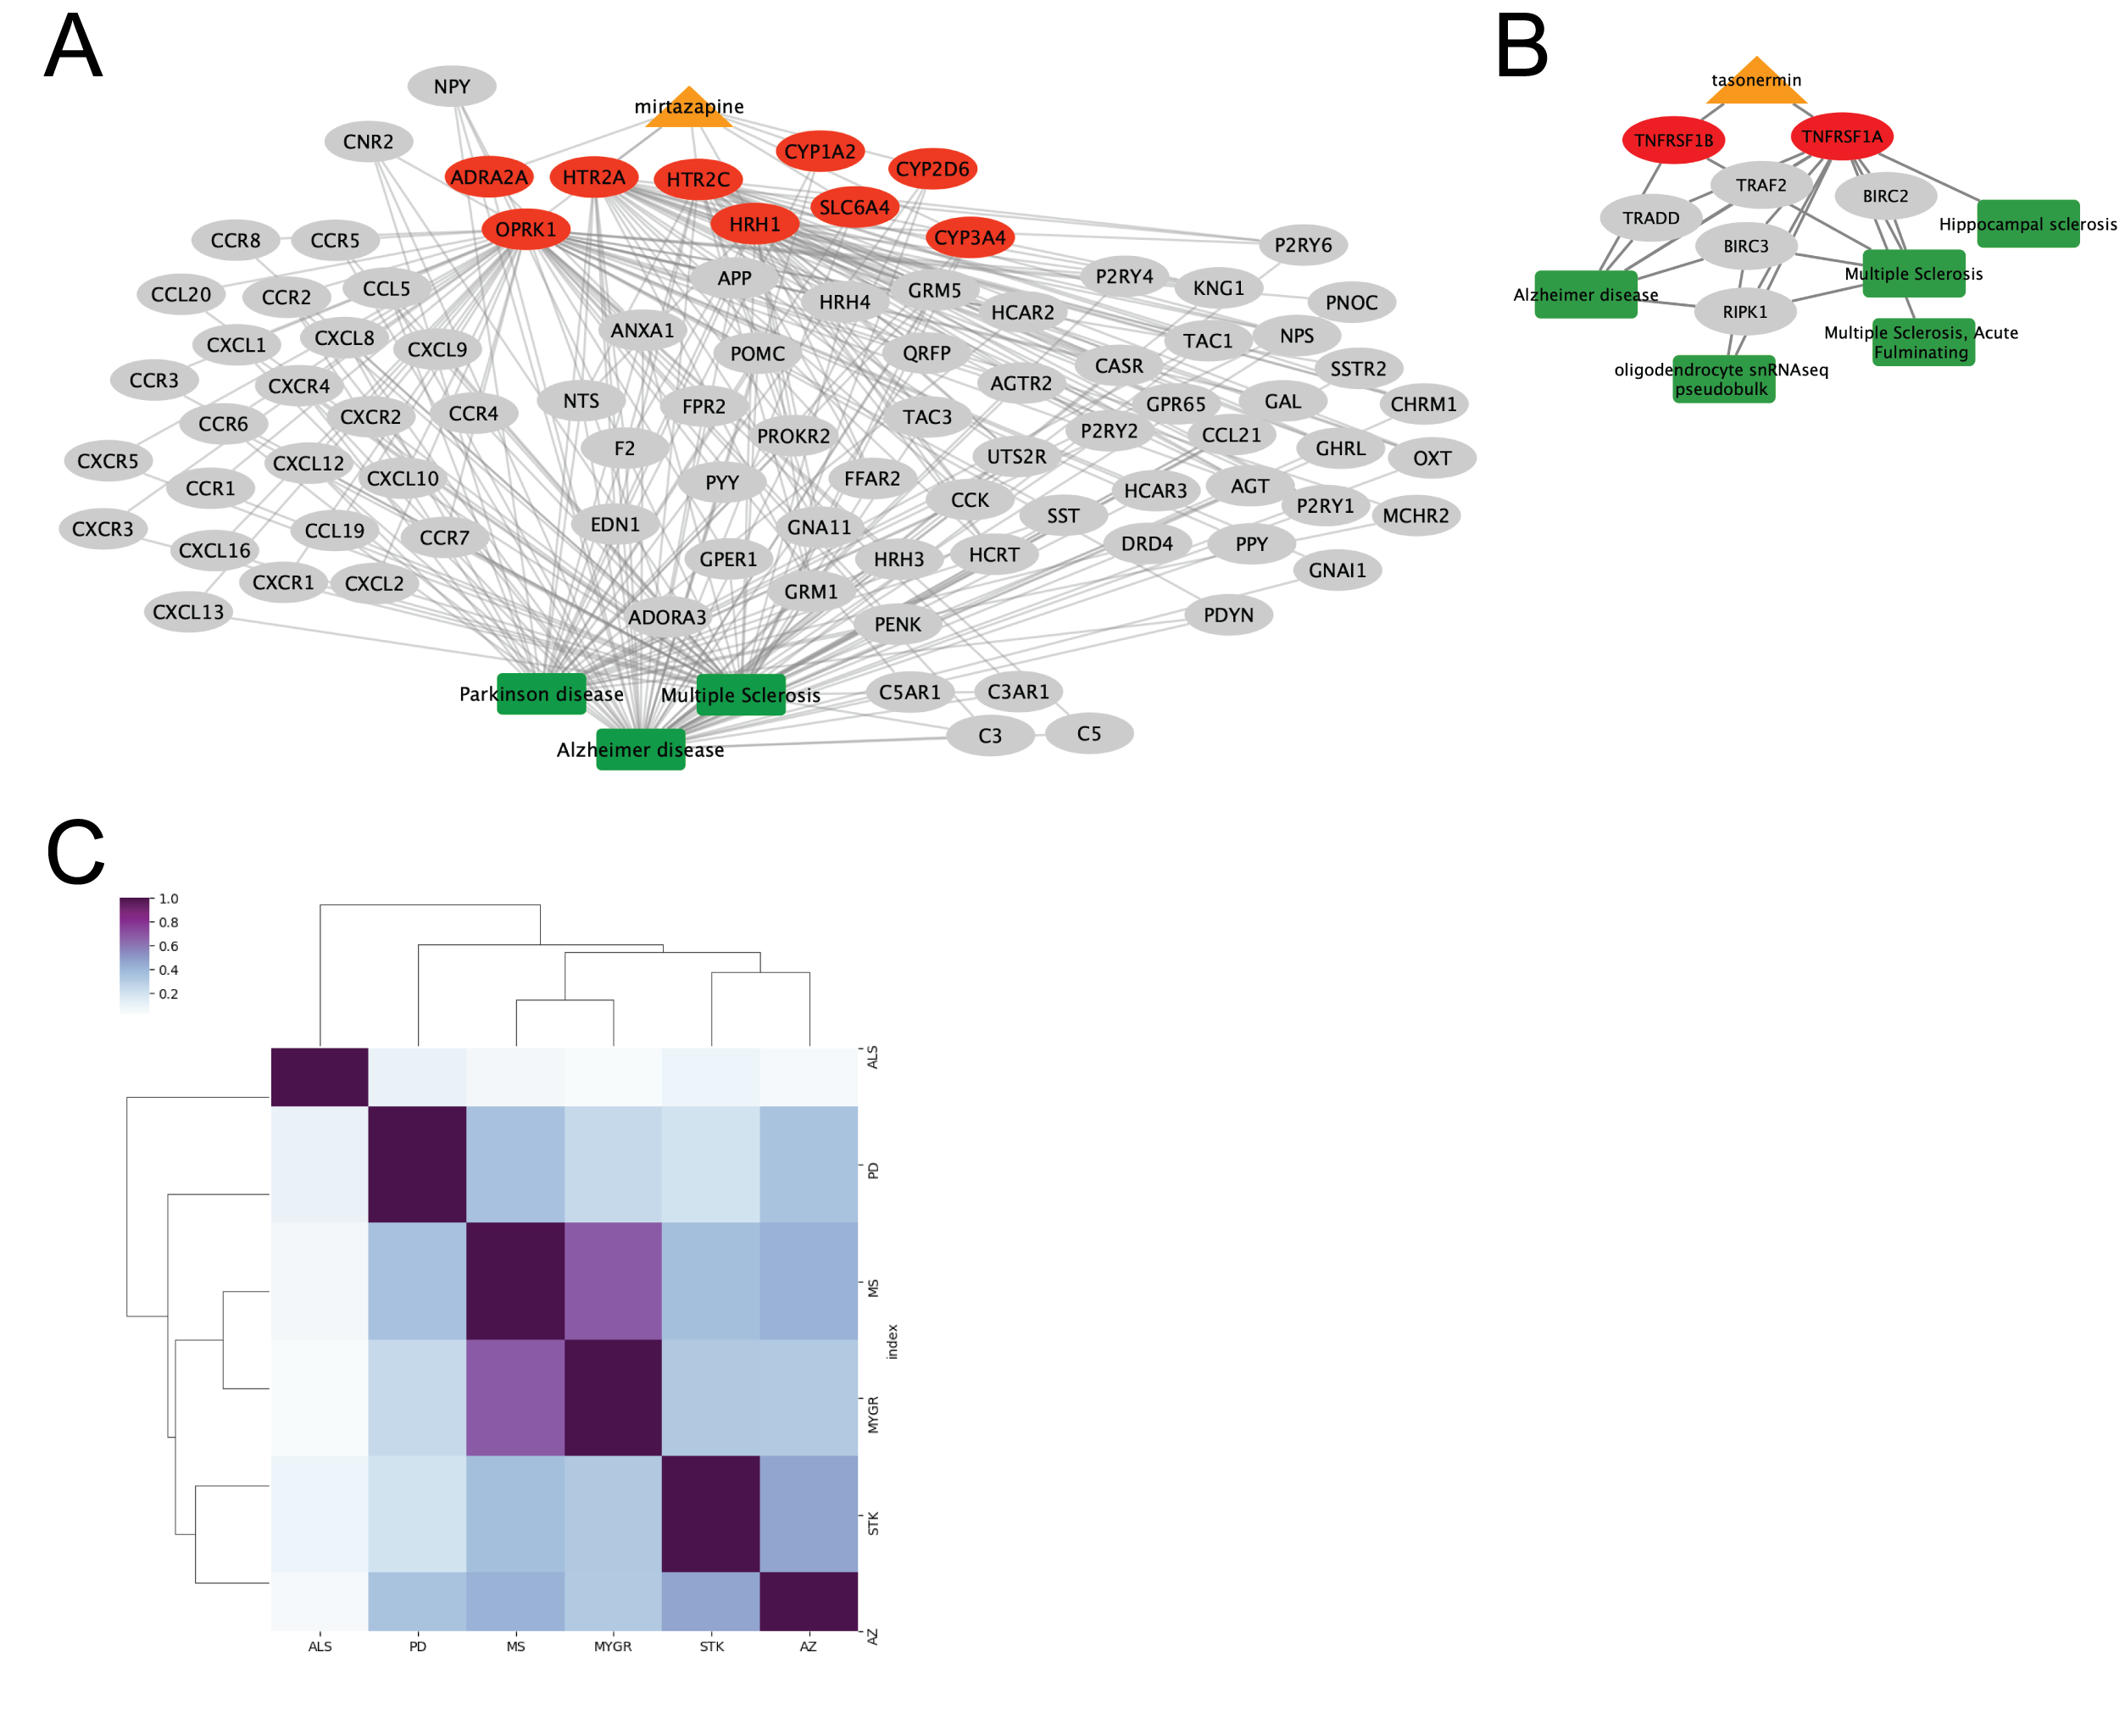 A
NPY
mirtazapine
CNR2
CYP1A2
CYP2D6
ADRA2A
HTR2A
HTR2C
SLC6A4
OPRK1
HRH1
CYP3A4
CCR8
CCR5
P2RY6
CCL20
CCR2
CCL5
APP
HRH4
GRM5
P2RY4
KNG1
PNOC
HCAR2
CXCL1
CXCL8
CXCL9
ANXA1
POMC
QRFP
TAC1
NPS
CCR3
CXCR4
AGTR2
CASR
SSTR2
CCR6
CXCR2
CCR4
NTS
FPR2
TAC3
GPR65
GAL
CHRM1
CXCR5
CXCL12
F2
PROKR2
P2RY2
CCL21
GHRL
OXT
CCR1
CXCL10
PYY
FFAR2
UTS2R
CCK
HCAR3
AGT
P2RY1
MCHR2
CXCR3
CCL19
CCR7
EDN1
GNA11
SST
CXCL16
GPER1
HRH3
HCRT
DRD4
PPY
GNAI1
CXCR1
CXCL2
GRM1
CXCL13
ADORA3
PENK
PDYN
Parkinson disease
Multiple Sclerosis
C5AR1
C3AR1
Alzheimer disease
C3
C5
B
tasonermin
TNFRSF1B
TNFRSF1A
TRAF2
BIRC2
TRADD
Hippocampal sclerosis
BIRC3
Multiple Sclerosis
Alzheimer disease
RIPK1
Multiple Sclerosis, Acute
Fulminating
oligodendrocyte snRNAseq
pseudobulk
C
1.0
0.8
0.6
0.4
0.2
ALS
PD
MS
MYGR
STK
AZ
index
ALS
PD
MS
MYGR
STK
AZ